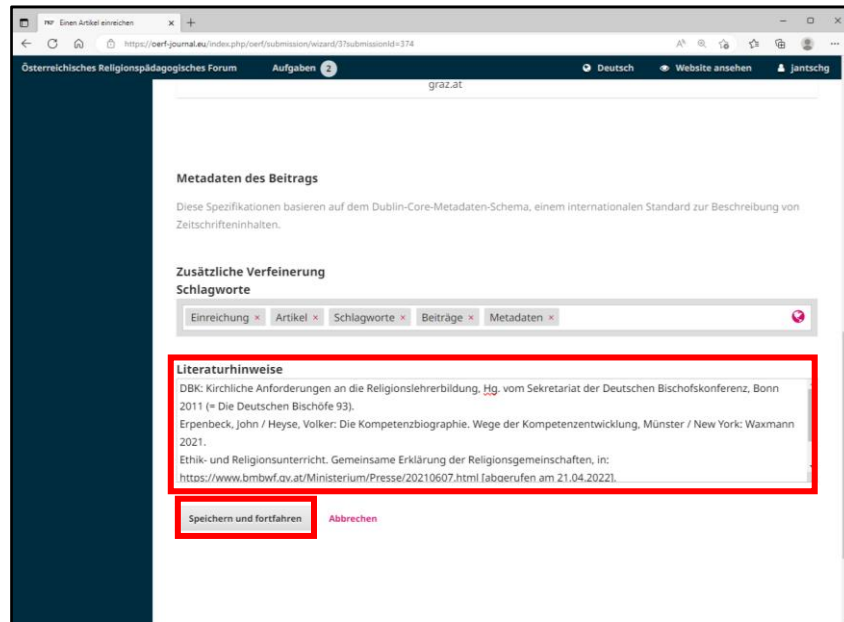 PKP Einen Artikel einreichen
https://oerf-journal.eu/index.php/oerf/submission/wizard/3?submissionId=374
Österreichisches Religionspädagogisches Forum Aufgaben 2 Deutsch Website ansehen jantschg
graz.at
Metadaten des Beitrags
Diese Spezifikationen basieren auf dem Dublin-Core-Metadaten-Schema, einem internationalen Standard zur Beschreibung von
Zeitschrifteninhalten.
Zusätzliche Verfeinerung
Schlagworte
Einreichung × Artikel × Schlagworte × Beiträge × Metadaten ×
Literaturhinweise
DBK: Kirchliche Anforderungen an die Religionslehrerbildung, Hg. vom Sekretariat der Deutschen Bischofskonferenz, Bonn
2011 (= Die Deutschen Bischöfe 93).
Erpenbeck, John / Heyse, Volker: Die Kompetenzbiographie. Wege der Kompetenzentwicklung, Münster / New York: Waxmann
2021.
Ethik- und Religionsunterricht. Gemeinsame Erklärung der Religionsgemeinschaften, in:
https://www.bmbwf.gv.at/Ministerium/Presse/20210607.html [abgerufen am 21.04.2022].
Speichern und fortfahren Abbrechen